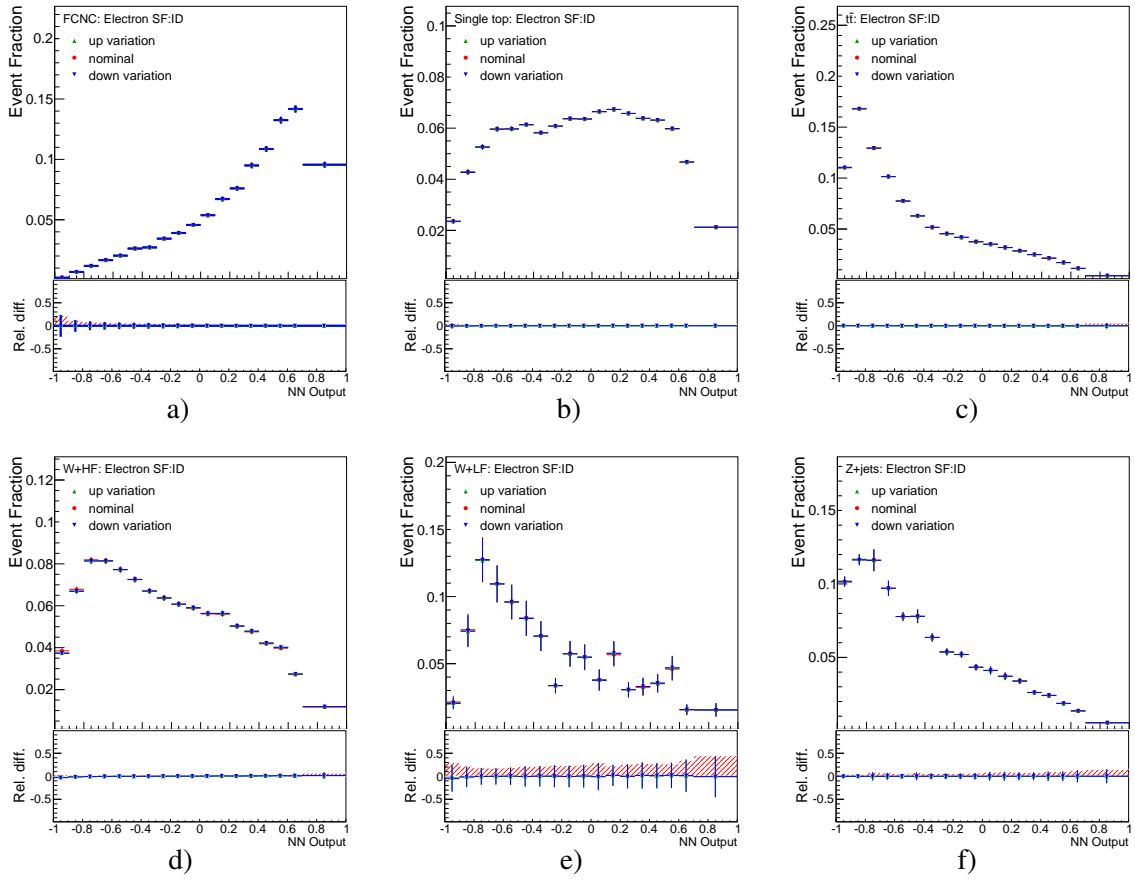 FCNC: Electron SF:ID
up variation
nominal
down variation
Event Fraction
0.2
0.15
0.1
0.05
Rel. diff.
0.5
0
-0.5
-1 -0.8 -0.6 -0.4 -0.2 0 0.2 0.4 0.6 0.8 1
NN Output
a)
Single top: Electron SF:ID
up variation
nominal
down variation
Event Fraction
0.1
0.08
0.06
0.04
0.02
Rel. diff.
0.5
0
-0.5
-1 -0.8 -0.6 -0.4 -0.2 0 0.2 0.4 0.6 0.8 1
NN Output
b)
tt̄: Electron SF:ID
up variation
nominal
down variation
Event Fraction
0.25
0.2
0.15
0.1
0.05
Rel. diff.
0.5
0
-0.5
-1 -0.8 -0.6 -0.4 -0.2 0 0.2 0.4 0.6 0.8 1
NN Output
c)
W+HF: Electron SF:ID
up variation
nominal
down variation
Event Fraction
0.12
0.1
0.08
0.06
0.04
0.02
Rel. diff.
0.5
0
-0.5
-1 -0.8 -0.6 -0.4 -0.2 0 0.2 0.4 0.6 0.8 1
NN Output
d)
W+LF: Electron SF:ID
up variation
nominal
down variation
Event Fraction
0.2
0.15
0.1
0.05
Rel. diff.
0.5
0
-0.5
-1 -0.8 -0.6 -0.4 -0.2 0 0.2 0.4 0.6 0.8 1
NN Output
e)
Z+jets: Electron SF:ID
up variation
nominal
down variation
Event Fraction
0.2
0.15
0.1
0.05
Rel. diff.
0.5
0
-0.5
-1 -0.8 -0.6 -0.4 -0.2 0 0.2 0.4 0.6 0.8 1
NN Output
f)